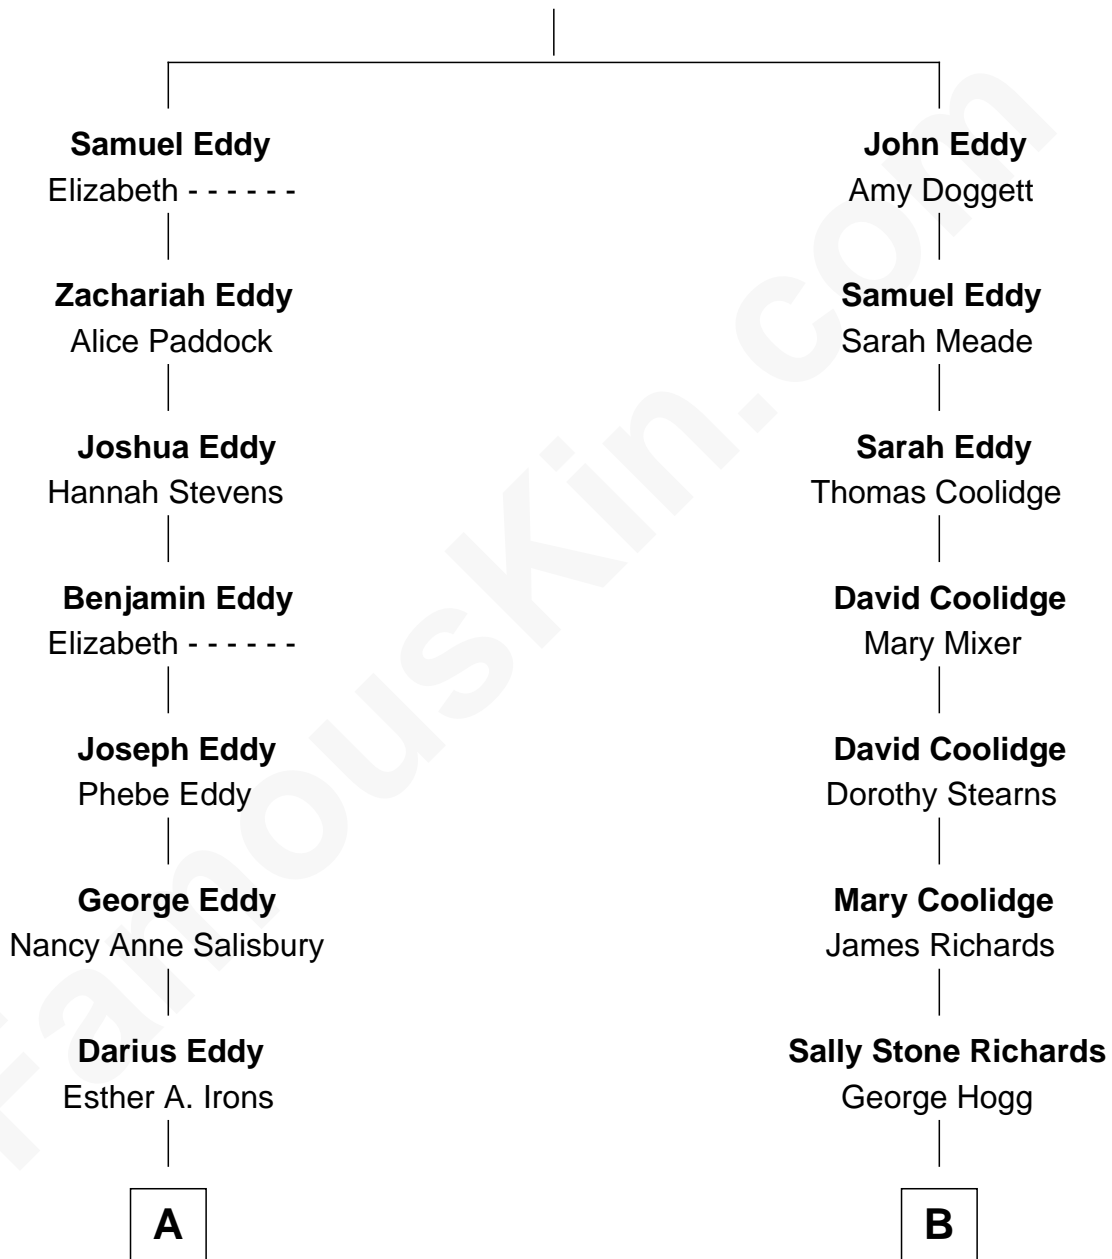 Samuel Eddy
Elizabeth - - - - - -
John Eddy
Amy Doggett
Zachariah Eddy
Alice Paddock
Samuel Eddy
Sarah Meade
Joshua Eddy
Hannah Stevens
Sarah Eddy
Thomas Coolidge
Benjamin Eddy
Elizabeth - - - - - -
David Coolidge
Mary Mixer
Joseph Eddy
Phebe Eddy
David Coolidge
Dorothy Stearns
George Eddy
Nancy Anne Salisbury
Mary Coolidge
James Richards
Darius Eddy
Esther A. Irons
Sally Stone Richards
George Hogg
A
B
FamousKin.com